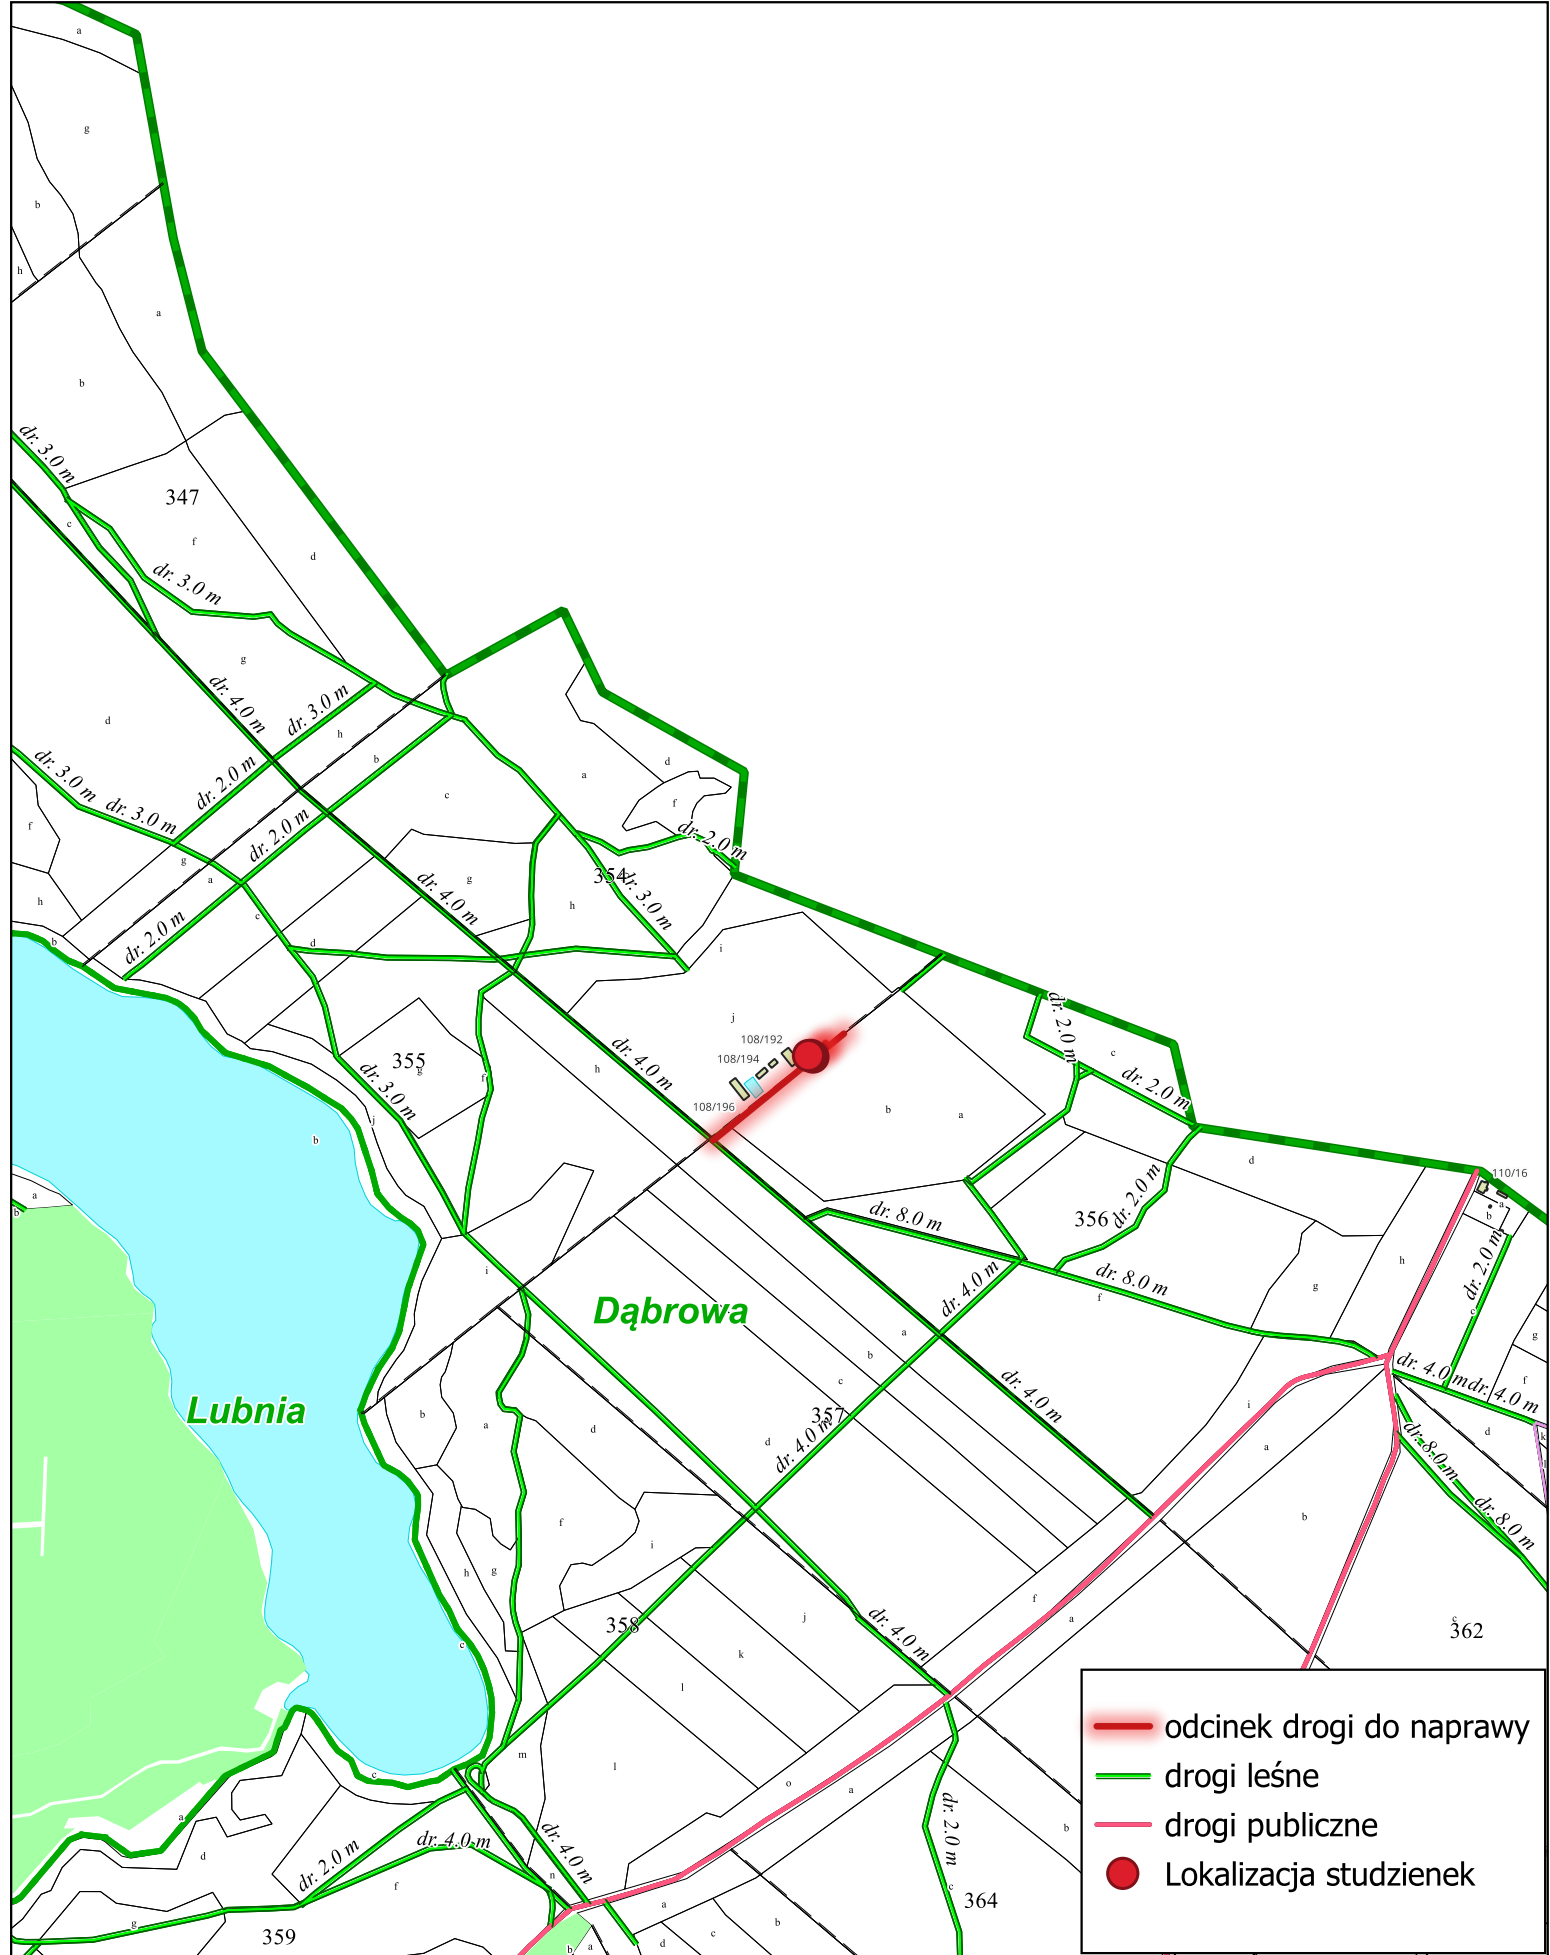 a
g
b
h
a
b
dr. 3.0 m
347
c
f
d
dr. 3.0 m
g
dr. 4.0 m
dr. 3.0 m
d
h
b
dr. 3.0 m
dr. 2.0 m
a
d
c
f
dr. 3.0 m
dr. 2.0 m
dr. 2.0 m
f
g
a
g
354
dr. 3.0 m
dr. 4.0 m
h
h
c
dr. 2.0 m
b
d
i
j
dr. 2.0 m
108/192
108/194
108/196
355
g
dr. 3.0 m
f
h
dr. 4.0 m
c
dr. 2.0 m
b
a
j
b
d
110/16
a
b
a
b
dr. 8.0 m
356
dr. 2.0 m
dr. 2.0 m
h
i
Dąbrowa
dr. 4.0 m
dr. 8.0 m
f
g
c
a
b
c
g
f
Lubnia
b
a
d
d
357
dr. 4.0 m
dr. 4.0 m
dr. 4.0 m
dr. 4.0 m
i
a
d
k
dr. 8.0 m
dr. 8.0 m
f
i
b
h
g
358
j
f
a
c
362
dr. 4.0 m
c
k
l
m
l
o
a
b
c
a
d
dr. 2.0 m
dr. 4.0 m
dr. 4.0 m
dr. 2.0 m
f
n
c
364
g
359
a
b
c
d
a
b
odcinek drogi do naprawy
drogi leśne
drogi publiczne
Lokalizacja studzienek